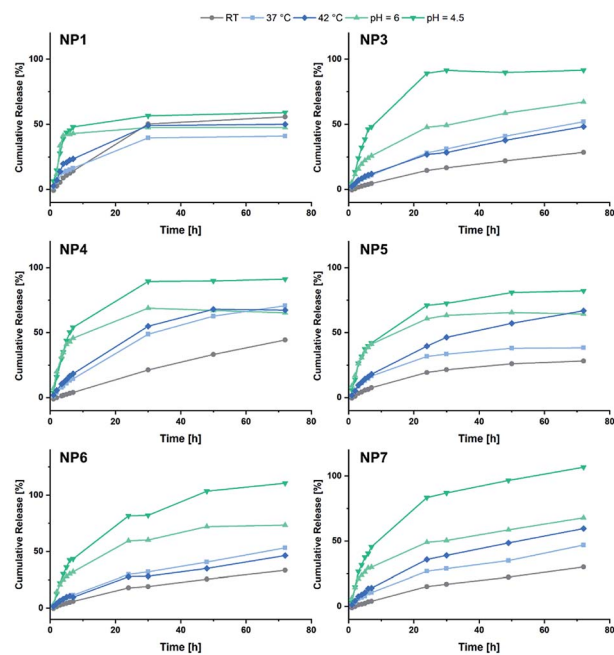 RT 37 °C 42 °C pH = 6 pH = 4.5
NP1 NP3
Cumulative Release [%] Cumulative Release [%]
100 100
50 50
0 0
0 20 40 60 80 0 20 40 60 80
Time [h] Time [h]
NP4 NP5
Cumulative Release [%] Cumulative Release [%]
100 100
50 50
0 0
0 20 40 60 80 0 20 40 60 80
Time [h] Time [h]
NP6 NP7
Cumulative Release [%] Cumulative Release [%]
100 100
50 50
0 0
0 20 40 60 80 0 20 40 60 80
Time [h] Time [h]